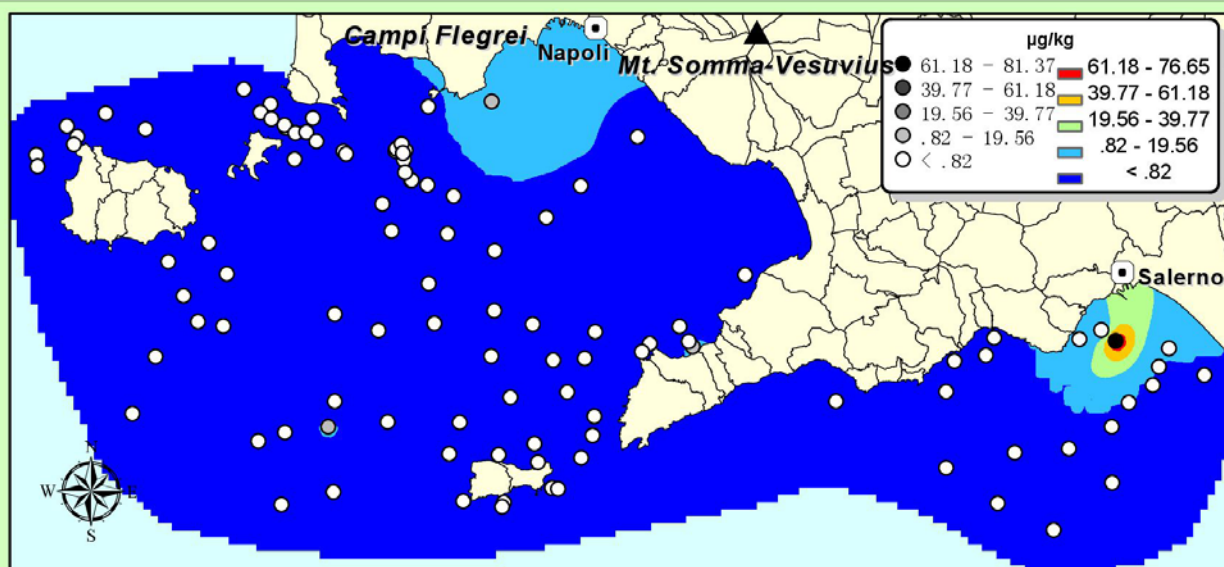 Campi Flegrei
Napoli
Mt. Somma-Vesuvius
µg/kg
61.18 - 81.37
39.77 - 61.18
19.56 - 39.77
.82 - 19.56
< .82
61.18 - 76.65
39.77 - 61.18
19.56 - 39.77
.82 - 19.56
< .82
Salerno
N
W E
S